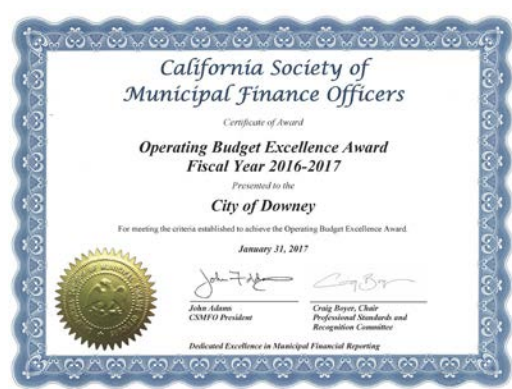 California Society of
Municipal Finance Officers
Certificate of Award
Operating Budget Excellence Award
Fiscal Year 2016-2017
Presented to the
City of Downey
For meeting the criteria established to achieve the Operating Budget Excellence Award.
January 31, 2017
John Adams
CSMFO President
Craig Boyer, Chair
Professional Standards and
Recognition Committee
Dedicated Excellence in Municipal Financial Reporting